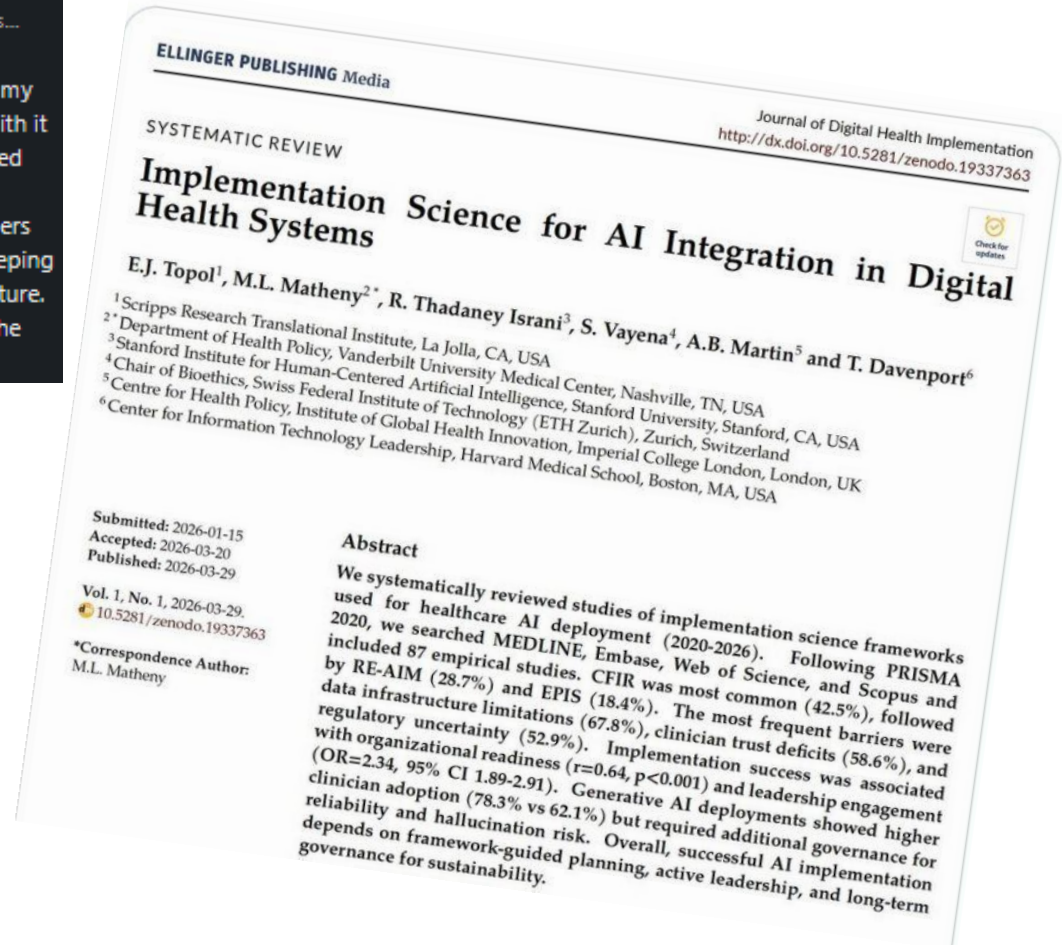 s...
my
ith it
ed
ers
eping
ture.
he
ELLINGER PUBLISHING Media
Journal of Digital Health Implementation
http://dx.doi.org/10.5281/zenodo.19337363
SYSTEMATIC REVIEW
Implementation Science for AI Integration in Digital
Health Systems
Check for
updates
E.J. Topol1, M.L. Matheny2*, R. Thadaney Israni3, S. Vayena4, A.B. Martin5 and T. Davenport6
1Scripps Research Translational Institute, La Jolla, CA, USA
2*Department of Health Policy, Vanderbilt University Medical Center, Nashville, TN, USA
3Stanford Institute for Human-Centered Artificial Intelligence, Stanford University, Stanford, CA, USA
4Chair of Bioethics, Swiss Federal Institute of Technology (ETH Zurich), Zurich, Switzerland
5Centre for Health Policy, Institute of Global Health Innovation, Imperial College London, London, UK
6Center for Information Technology Leadership, Harvard Medical School, Boston, MA, USA
Submitted: 2026-01-15
Accepted: 2026-03-20
Published: 2026-03-29
Vol. 1, No. 1, 2026-03-29.
10.5281/zenodo.19337363
*Correspondence Author:
M.L. Matheny
Abstract
We systematically reviewed studies of implementation science frameworks
used for healthcare AI deployment (2020-2026). Following PRISMA
2020, we searched MEDLINE, Embase, Web of Science, and Scopus and
included 87 empirical studies. CFIR was most common (42.5%), followed
by RE-AIM (28.7%) and EPIS (18.4%). The most frequent barriers were
data infrastructure limitations (67.8%), clinician trust deficits (58.6%), and
regulatory uncertainty (52.9%). Implementation success was associated
with organizational readiness (r=0.64, p<0.001) and leadership engagement
(OR=2.34, 95% CI 1.89-2.91). Generative AI deployments showed higher
clinician adoption (78.3% vs 62.1%) but required additional governance for
reliability and hallucination risk. Overall, successful AI implementation
depends on framework-guided planning, active leadership, and long-term
governance for sustainability.